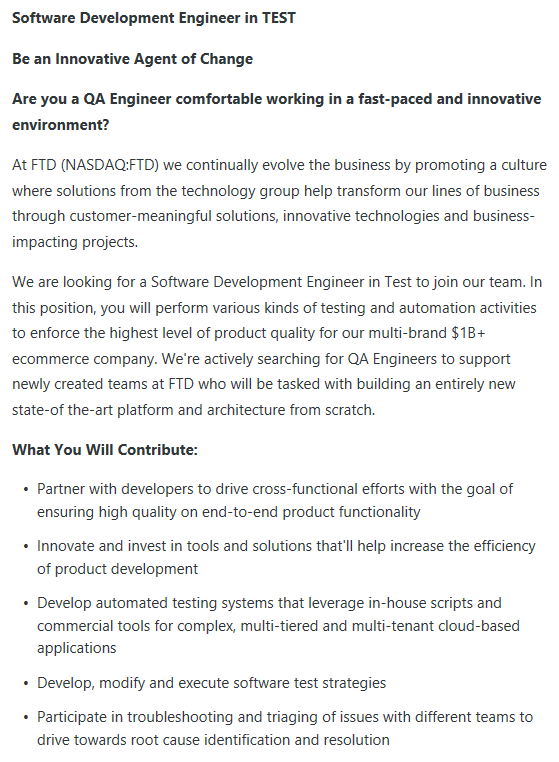 Software Development Engineer in TEST
Be an Innovative Agent of Change
Are you a QA Engineer comfortable working in a fast-paced and innovative
environment?
At FTD (NASDAQ:FTD) we continually evolve the business by promoting a culture
where solutions from the technology group help transform our lines of business
through customer-meaningful solutions, innovative technologies and business-
impacting projects.
We are looking for a Software Development Engineer in Test to join our team. In
this position, you will perform various kinds of testing and automation activities
to enforce the highest level of product quality for our multi-brand $1B+
ecommerce company. We're actively searching for QA Engineers to support
newly created teams at FTD who will be tasked with building an entirely new
state-of the-art platform and architecture from scratch.
What You Will Contribute:
• Partner with developers to drive cross-functional efforts with the goal of
ensuring high quality on end-to-end product functionality
• Innovate and invest in tools and solutions that'll help increase the efficiency
of product development
• Develop automated testing systems that leverage in-house scripts and
commercial tools for complex, multi-tiered and multi-tenant cloud-based
applications
• Develop, modify and execute software test strategies
• Participate in troubleshooting and triaging of issues with different teams to
drive towards root cause identification and resolution